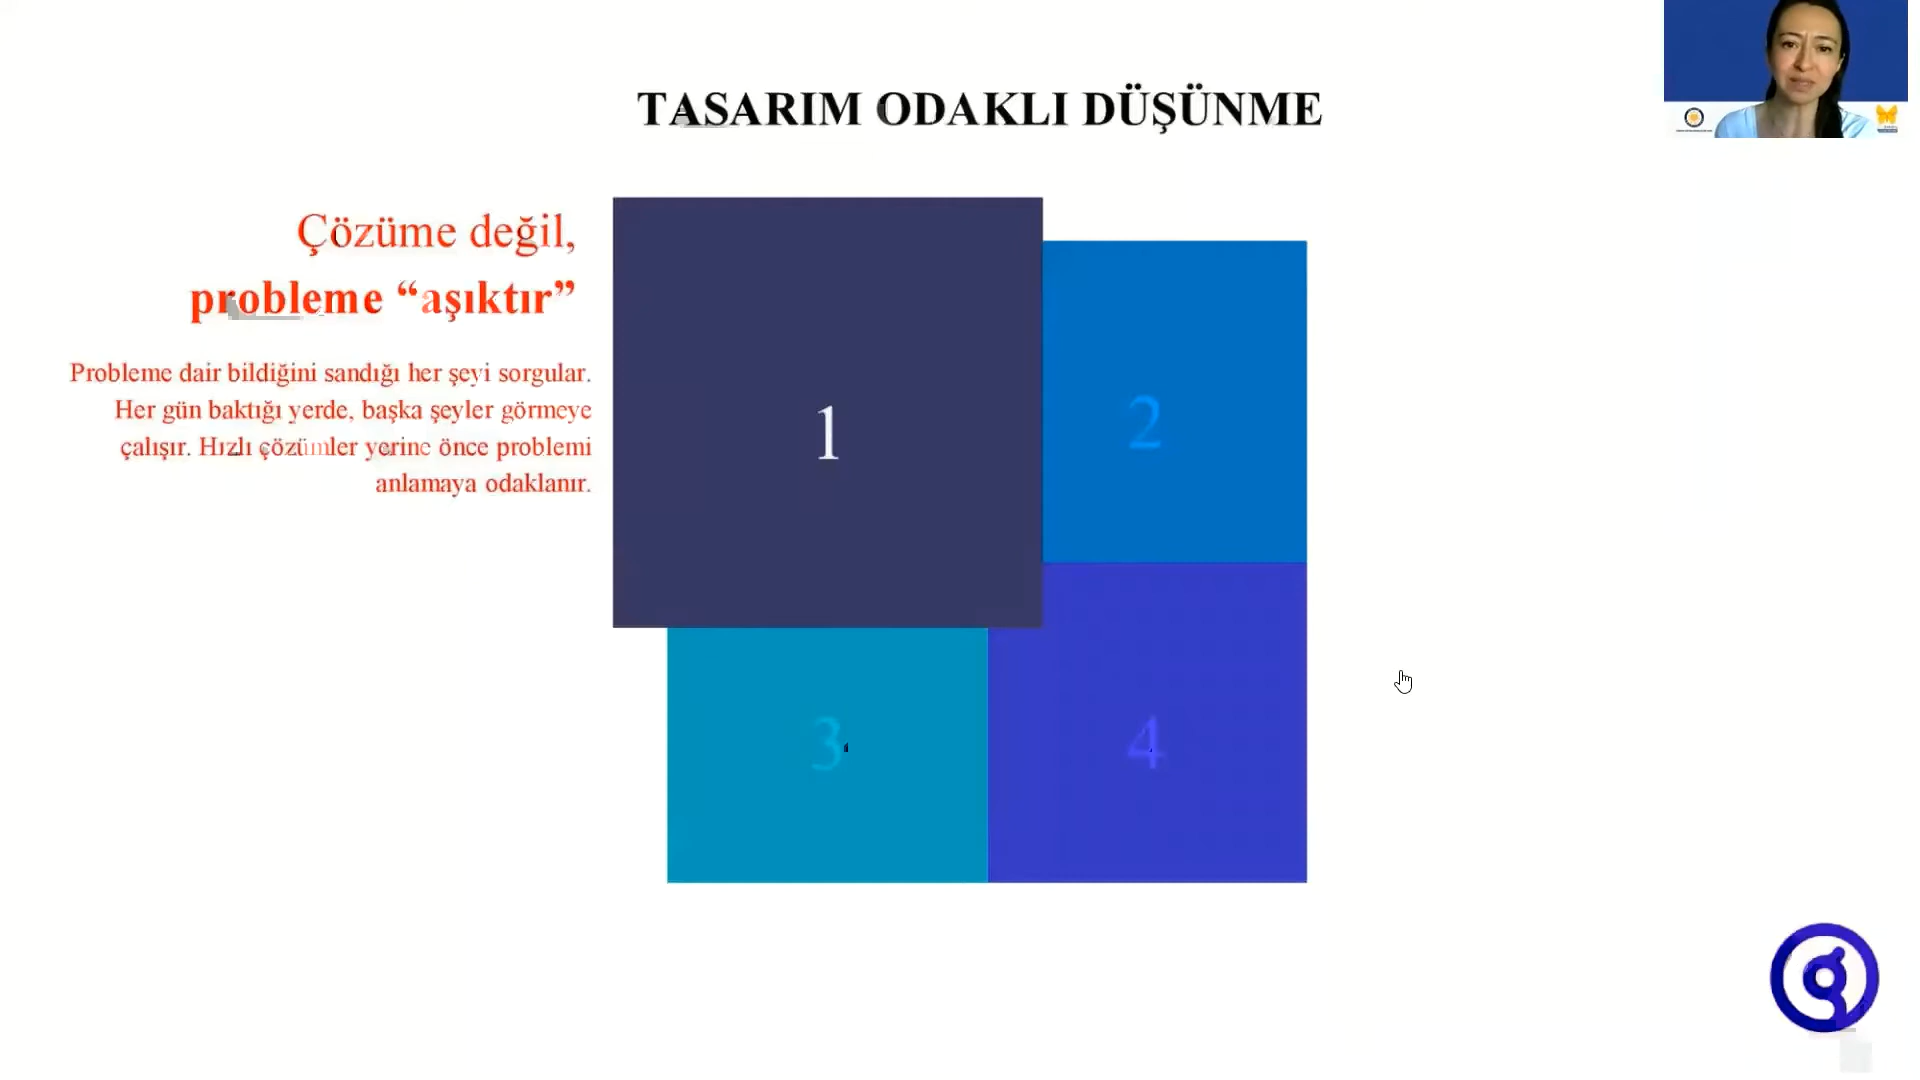 TASARIM ODAKLI DÜŞÜNME
Çözüme değil,
probleme “aşıktır”
Probleme dair bildiğini sandığı her şeyi sorgular.
Her gün baktığı yerde, başka şeyler görmeye
çalışır. Hızlı çözümler yerine önce problemi
anlamaya odaklanır.
1
2
3
4